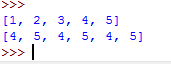 >>>
[1, 2, 3, 4, 5]
[4, 5, 4, 5, 4, 5]
>>>